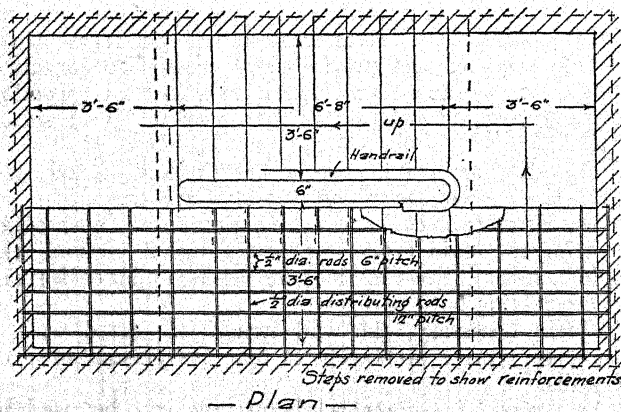 3'-6" 6'-8" 3'-6"
3'-6" up
Handrail
6"
½" dia. rods 6" pitch
3'-6"
½" dia distributing rods
12" pitch
Steps removed to show reinforcements
— Plan —